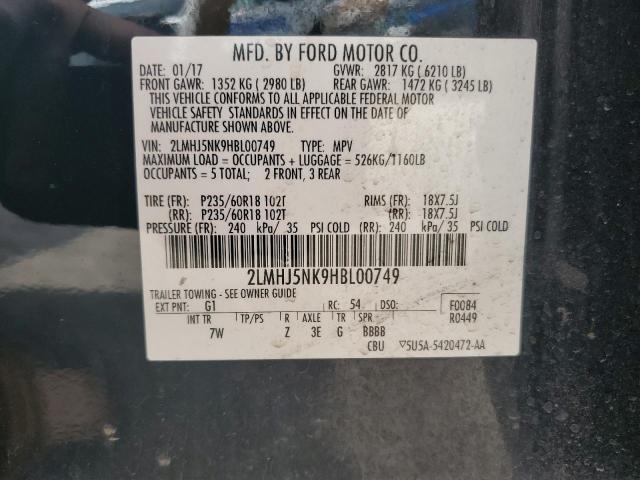 MFD. BY FORD MOTOR CO.
DATE: 01/17 GVWR: 2817 KG ( 6210 LB)
FRONT GAWR: 1352 KG ( 2980 LB) REAR GAWR: 1472 KG ( 3245 LB)
THIS VEHICLE CONFORMS TO ALL APPLICABLE FEDERAL MOTOR
VEHICLE SAFETY STANDARDS IN EFFECT ON THE DATE OF
MANUFACTURE SHOWN ABOVE.
VIN: 2LMHJ5NK9HBL00749 TYPE: MPV
MAXIMUM LOAD = OCCUPANTS + LUGGAGE = 526KG/1160LB
OCCUPANTS = 5 TOTAL; 2 FRONT, 3 REAR
TIRE (FR): P235/60R18 102T RIMS (FR): 18X7.5J
(RR): P235/60R18 102T (RR): 18X7.5J
PRESSURE (FR): 240 kPa/ 35 PSI COLD (RR): 240 kPa/ 35 PSI COLD
2LMHJ5NK9HBL00749
TRAILER TOWING - SEE OWNER GUIDE
EXT PNT: G1 RC: 54 DSO: F0084
INT TR TP/PS R AXLE TR SPR R0449
7W Z 3E G BBBB
CBU ▽5U5A-5420472-AA